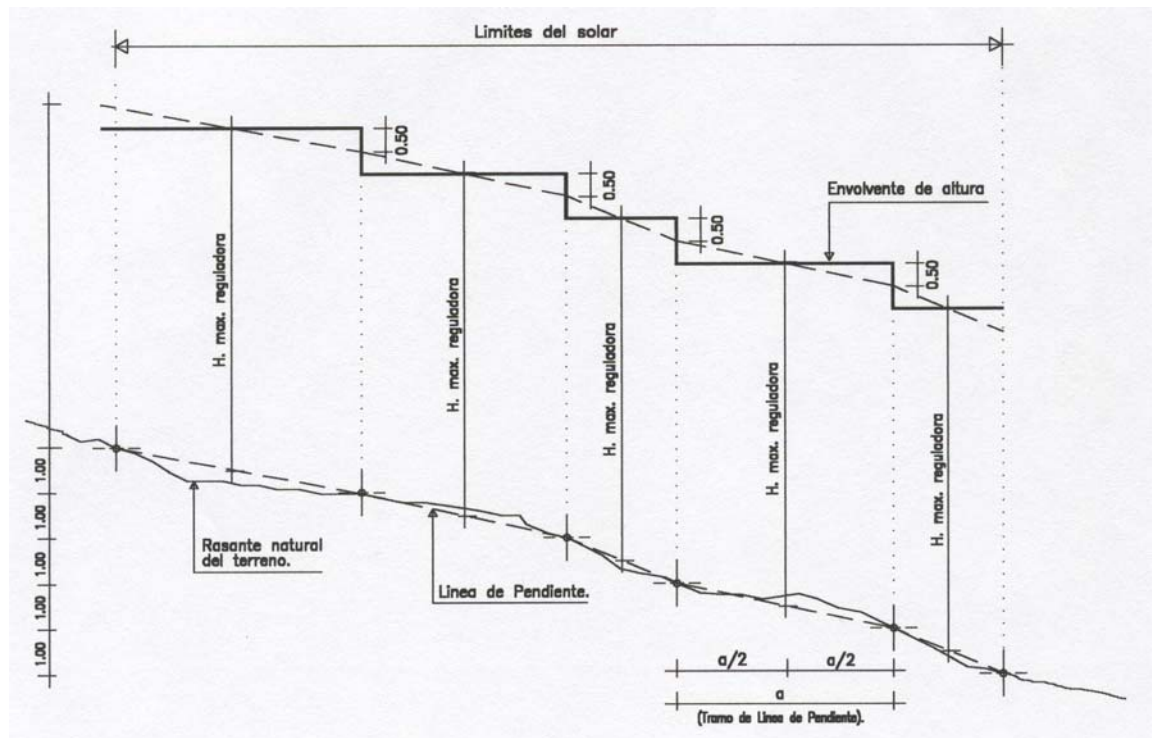 Limites del solar
0.50
0.50
0.50
0.50
Envolvente de altura
H. max. reguladora
H. max. reguladora
H. max. reguladora
H. max. reguladora
H. max. reguladora
1.00
1.00
1.00
1.00
1.00
Rasante natural
del terreno.
Linea de Pendiente.
a/2
a/2
a
(Tramo de Linea de Pendiente).